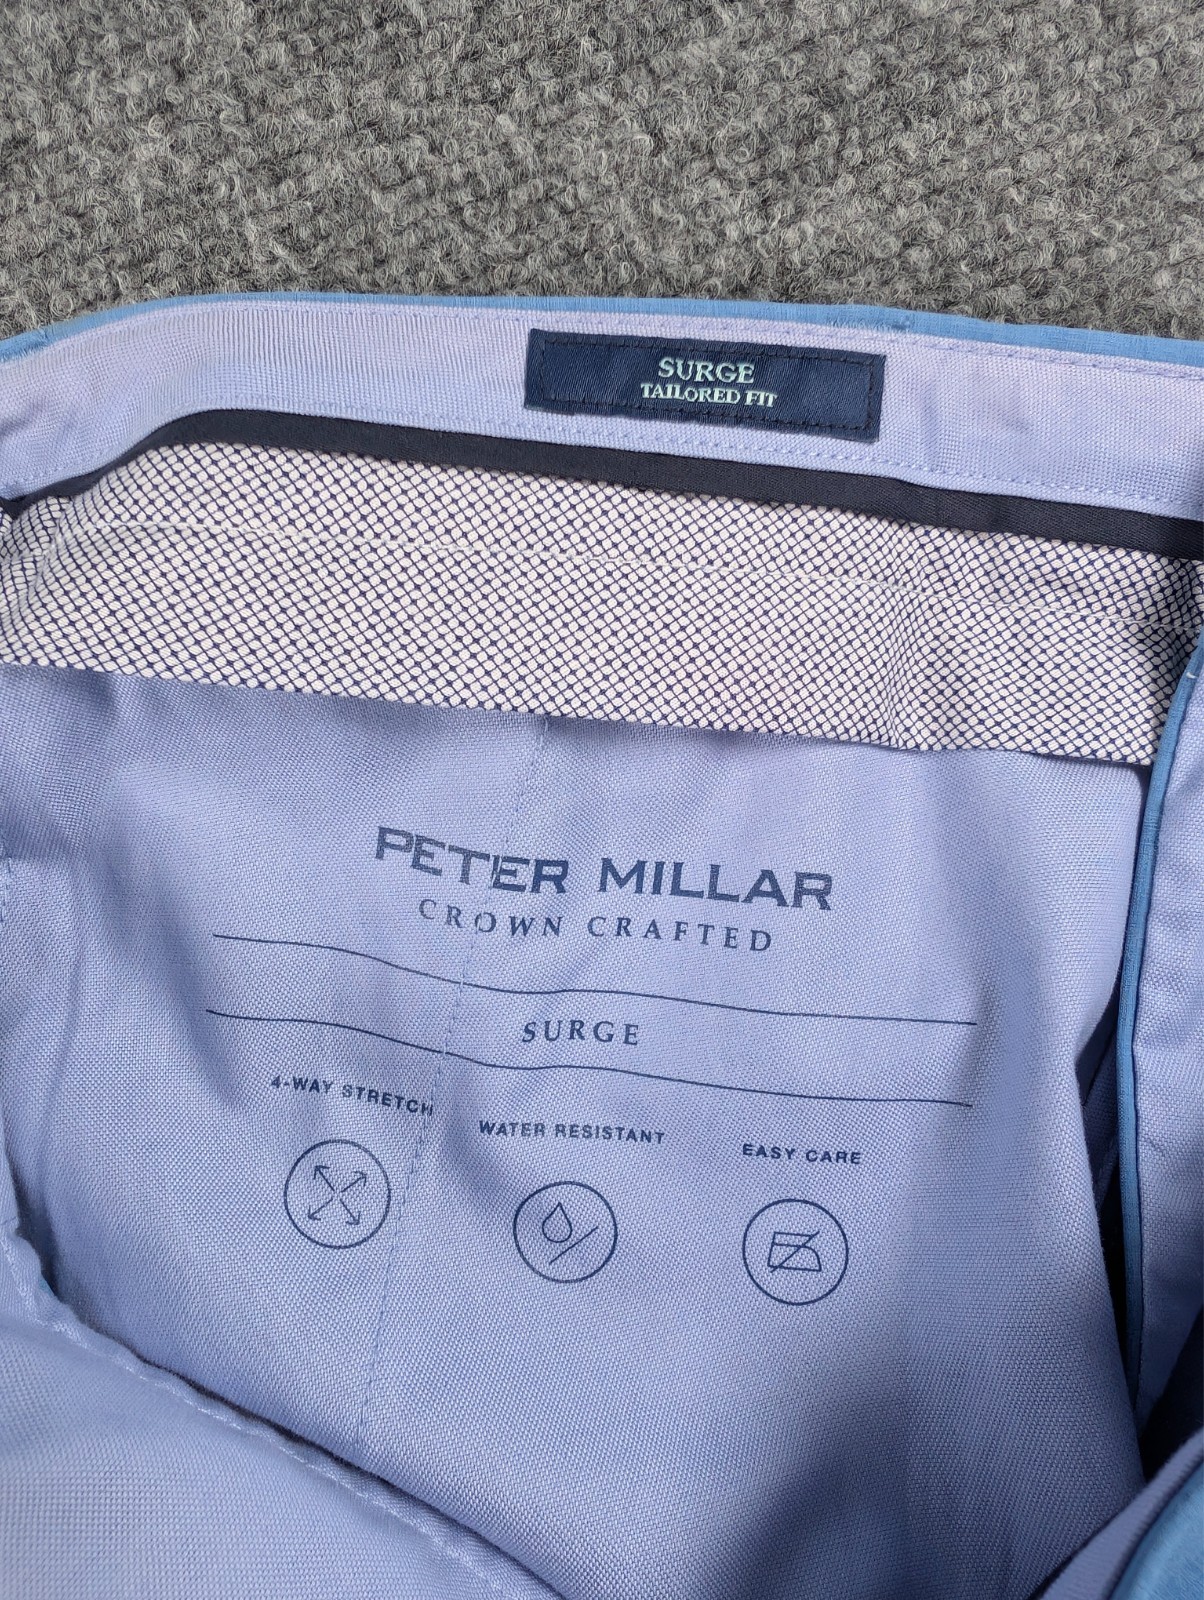 SURGE
TAILORED FIT
PETER MILLAR
CROWN CRAFTED
SURGE
4-WAY STRETCH
WATER RESISTANT
EASY CARE